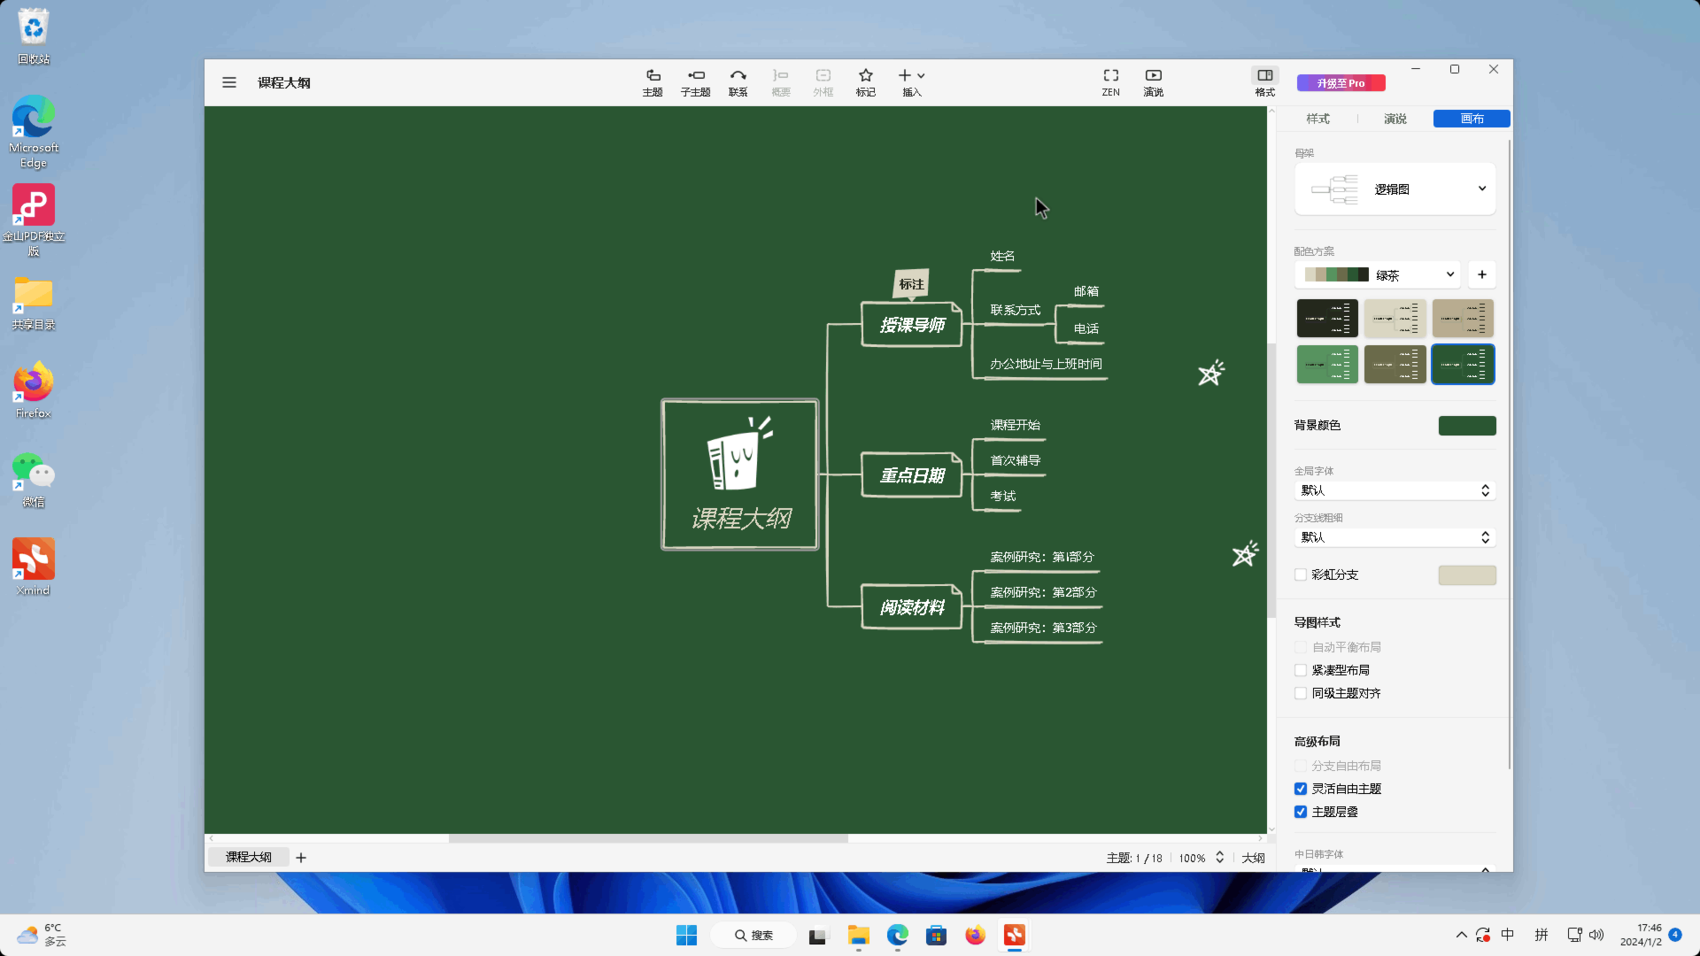 回收站
Microsoft
Edge
金山PDF独立
版
共享目录
Firefox
微信
Xmind
课程大纲
主题
子主题
联系
概要
外框
标记
插入
ZEN
演说
格式
升级至 Pro
样式
演说
画布
标注
授课导师
姓名
联系方式
邮箱
电话
办公地址与上班时间
课程大纲
重点日期
课程开始
首次辅导
考试
阅读材料
案例研究：第1部分
案例研究：第2部分
案例研究：第3部分
骨架
逻辑图
配色方案
绿茶
背景颜色
全局字体
默认
分支线粗细
默认
彩虹分支
导图样式
自动平衡布局
紧凑型布局
同级主题对齐
高级布局
分支自由布局
灵活自由主题
主题层叠
中日韩字体
默认
课程大纲
主题: 1 / 18
100%
大纲
6°C
多云
搜索
中
拼
17:46
2024/1/2
4